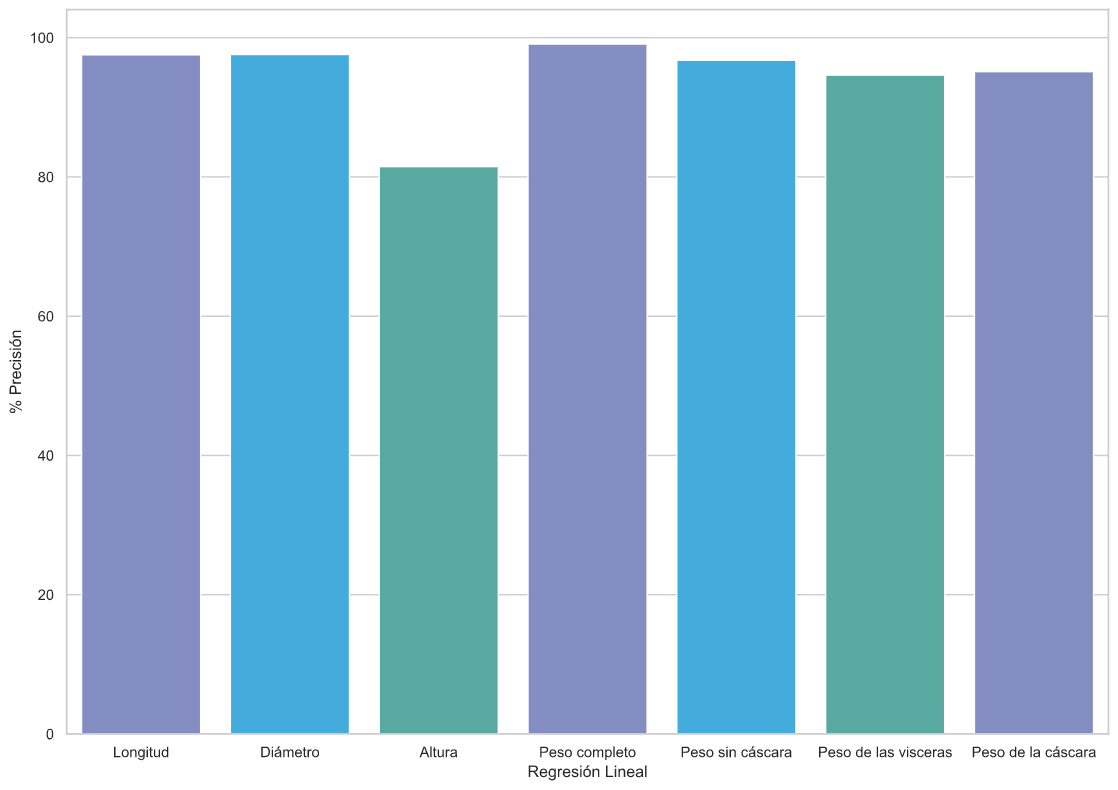 100
80
60
40
20
0
% Precisión
Longitud
Diámetro
Altura
Peso completo
Peso sin cáscara
Peso de las visceras
Peso de la cáscara
Regresión Lineal